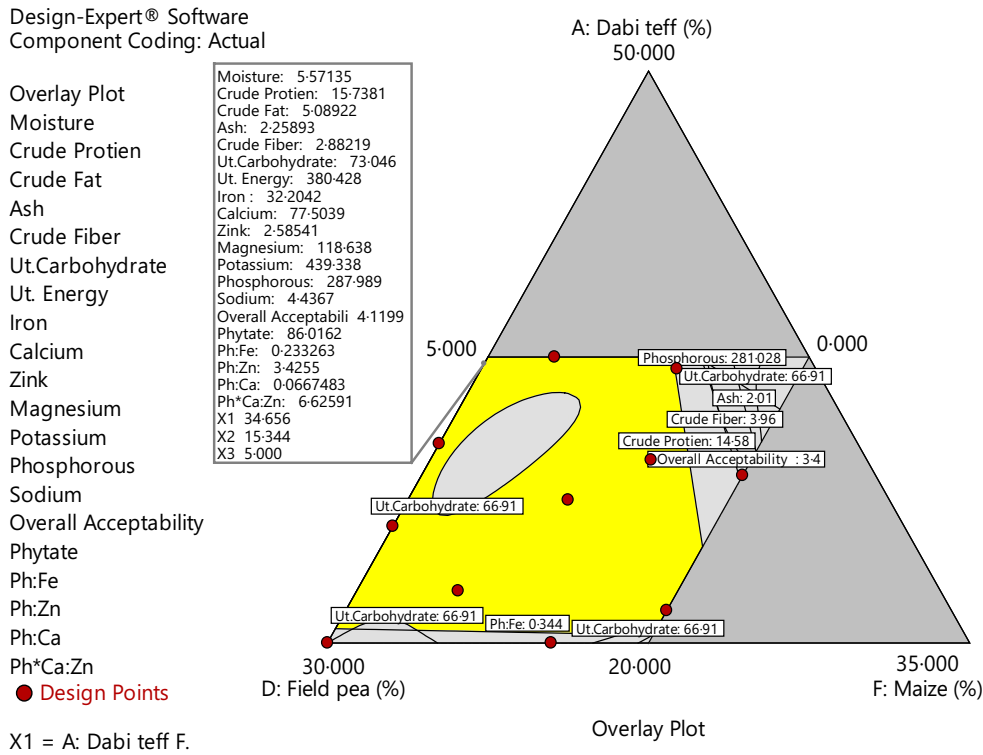 Design-Expert® Software
Component Coding: Actual
Overlay Plot
Moisture
Crude Protien
Crude Fat
Ash
Crude Fiber
Ut.Carbohydrate
Ut. Energy
Iron
Calcium
Zink
Magnesium
Potassium
Phosphorous
Sodium
Overall Acceptability
Phytate
Ph:Fe
Ph:Zn
Ph:Ca
Ph*Ca:Zn
Design Points
X1 = A: Dabi teff F.
Moisture: 5·57135
Crude Protien: 15·7381
Crude Fat: 5·08922
Ash: 2·25893
Crude Fiber: 2·88219
Ut.Carbohydrate: 73·046
Ut. Energy: 380·428
Iron : 32·2042
Calcium: 77·5039
Zink: 2·58541
Magnesium: 118·638
Potassium: 439·338
Phosphorous: 287·989
Sodium: 4·4367
Overall Acceptabili 4·1199
Phytate: 86·0162
Ph:Fe: 0·233263
Ph:Zn: 3·4255
Ph:Ca: 0·0667483
Ph*Ca:Zn: 6·62591
X1 34·656
X2 15·344
X3 5·000
A: Dabi teff (%)
50·000
5·000
0·000
Phosphorous: 281·028
Ut.Carbohydrate: 66·91
Ash: 2·01
Crude Fiber: 3·96
Crude Protien: 14·58
Overall Acceptability : 3·4
Ut.Carbohydrate: 66·91
Ut.Carbohydrate: 66·91
Ph:Fe: 0·344
Ut.Carbohydrate: 66·91
30·000
20·000
35·000
D: Field pea (%)
F: Maize (%)
Overlay Plot